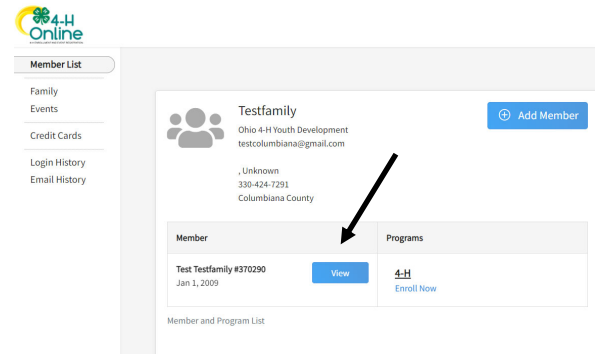 4-H
Online
Member List
Family
Events
Credit Cards
Login History
Email History
Testfamily
Ohio 4-H Youth Development
testcolumbiana@gmail.com
, Unknown
330-424-7291
Columbiana County
Add Member
Member
Programs
Test Testfamily #370290
Jan 1, 2009
View
4-H
Enroll Now
Member and Program List